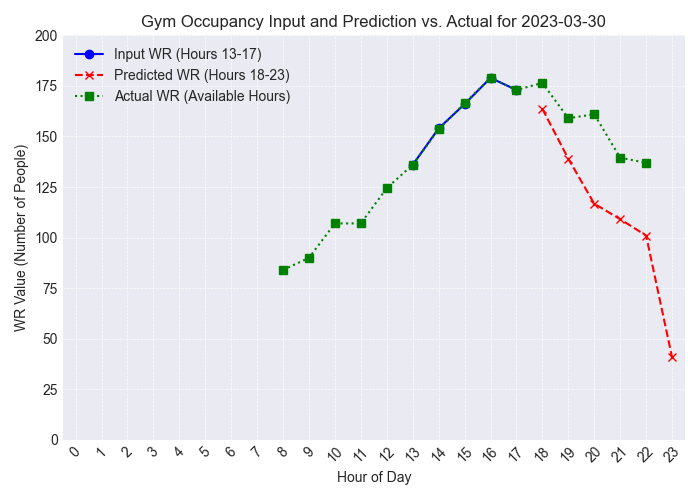 Gym Occupancy Input and Prediction vs. Actual for 2023-03-30
Input WR (Hours 13-17)
Predicted WR (Hours 18-23)
Actual WR (Available Hours)
WR Value (Number of People)
200
175
150
125
100
75
50
25
0
0 1 2 3 4 5 6 7 8 9 10 11 12 13 14 15 16 17 18 19 20 21 22 23
Hour of Day